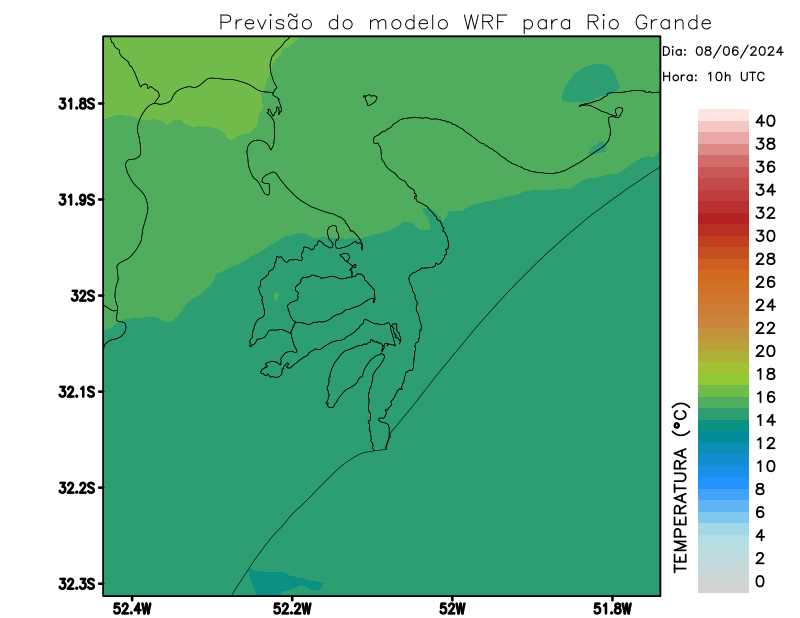 Previsão do modelo WRF para Rio Grande
Dia: 08/06/2024
Hora: 10h UTC
31.8S
31.9S
32S
32.1S
32.2S
32.3S
52.4W
52.2W
52W
51.8W
TEMPERATURA (°C)
40
38
36
34
32
30
28
26
24
22
20
18
16
14
12
10
8
6
4
2
0